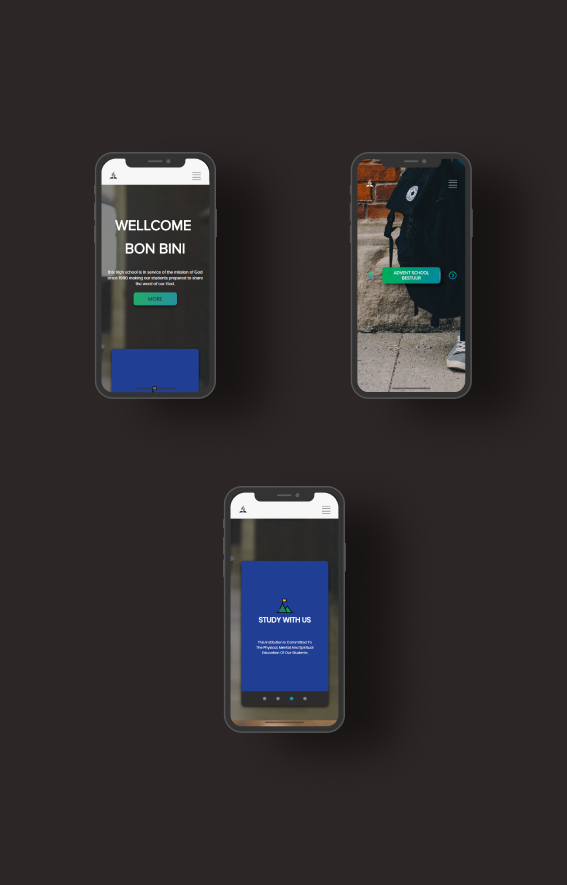 WELLCOME
BON BINI
this high school is in service of the mission of God
since 1990 making our students prepared to share
the word of our God.
MORE
ADVENT SCHOOL
BESTUUR
STUDY WITH US
This Institution Is Committed To
The Physical Mental And Spiritual
Education Of Our Students